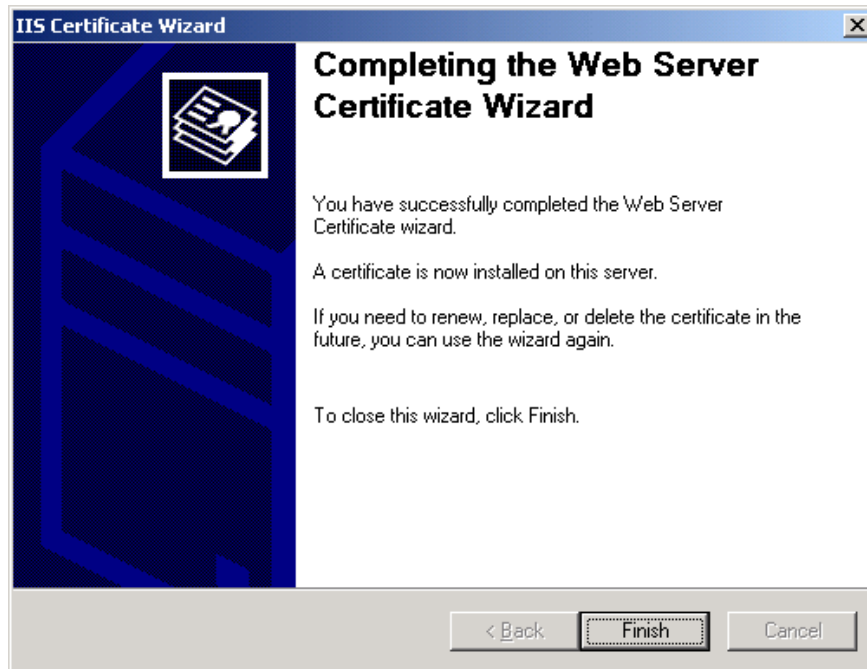 IIS Certificate Wizard
Completing the Web Server
Certificate Wizard
You have successfully completed the Web Server
Certificate wizard.
A certificate is now installed on this server.
If you need to renew, replace, or delete the certificate in the
future, you can use the wizard again.
To close this wizard, click Finish.
< Back
Finish
Cancel